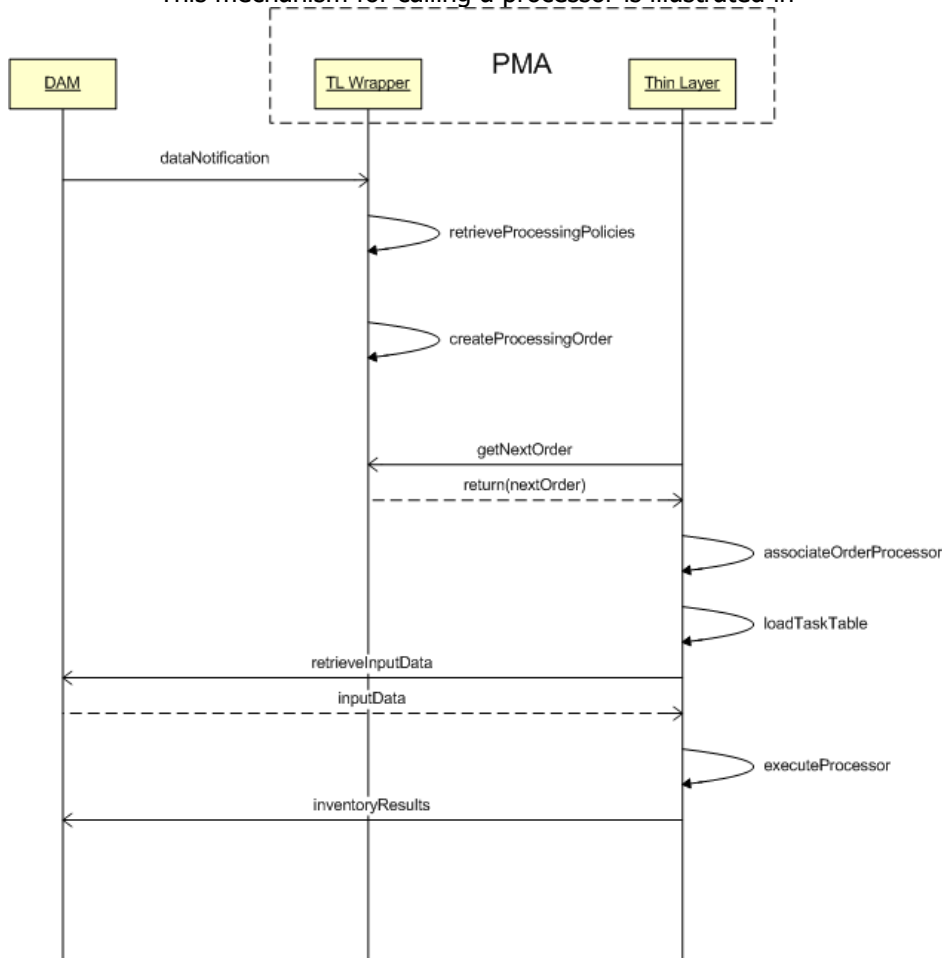 This mechanism for calling a processor is illustrated in
PMA
DAM
TL Wrapper
Thin Layer
dataNotification
retrieveProcessingPolicies
createProcessingOrder
getNextOrder
return(nextOrder)
associateOrderProcessor
loadTaskTable
retrieveInputData
inputData
executeProcessor
inventoryResults